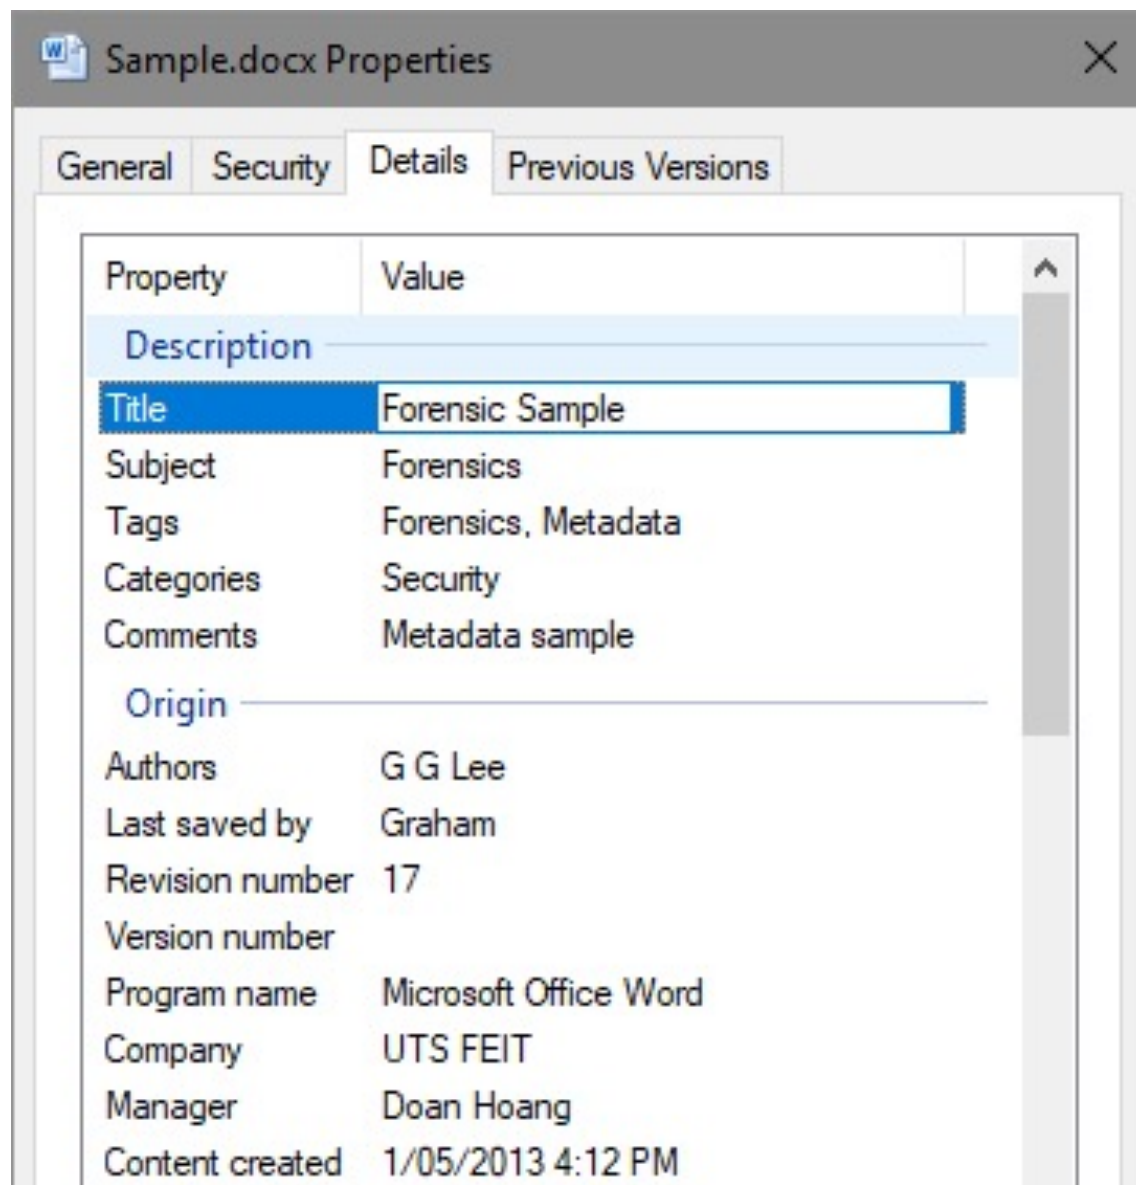 Sample.docx Properties
General Security Details Previous Versions
Property Value
Description
Title Forensic Sample
Subject Forensics
Tags Forensics, Metadata
Categories Security
Comments Metadata sample
Origin
Authors G G Lee
Last saved by Graham
Revision number 17
Version number
Program name Microsoft Office Word
Company UTS FEIT
Manager Doan Hoang
Content created 1/05/2013 4:12 PM